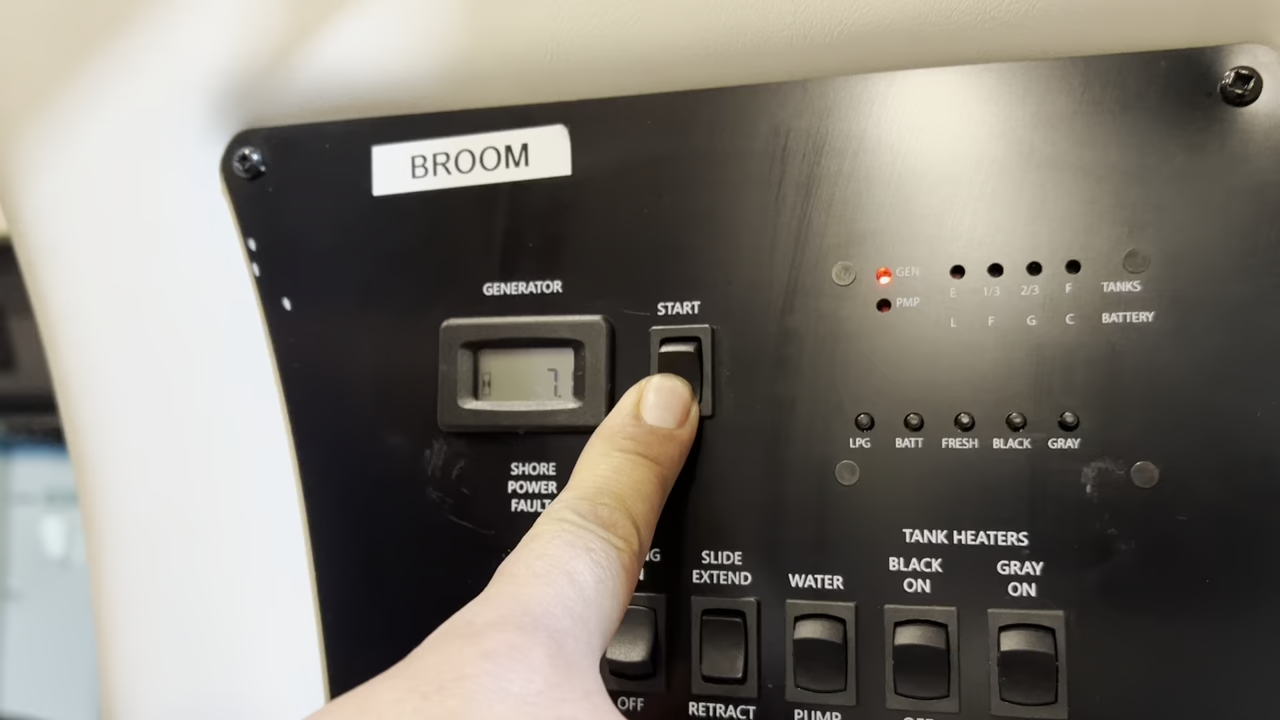 BROOM
GENERATOR
START
7
GEN
PMP
E 1/3 2/3 F TANKS
L F G C BATTERY
LPG BATT FRESH BLACK GRAY
SHORE
POWER
FAULT
TANK HEATERS
SLIDE
EXTEND
WATER
BLACK
ON
GRAY
ON
OFF
RETRACT
PUMP